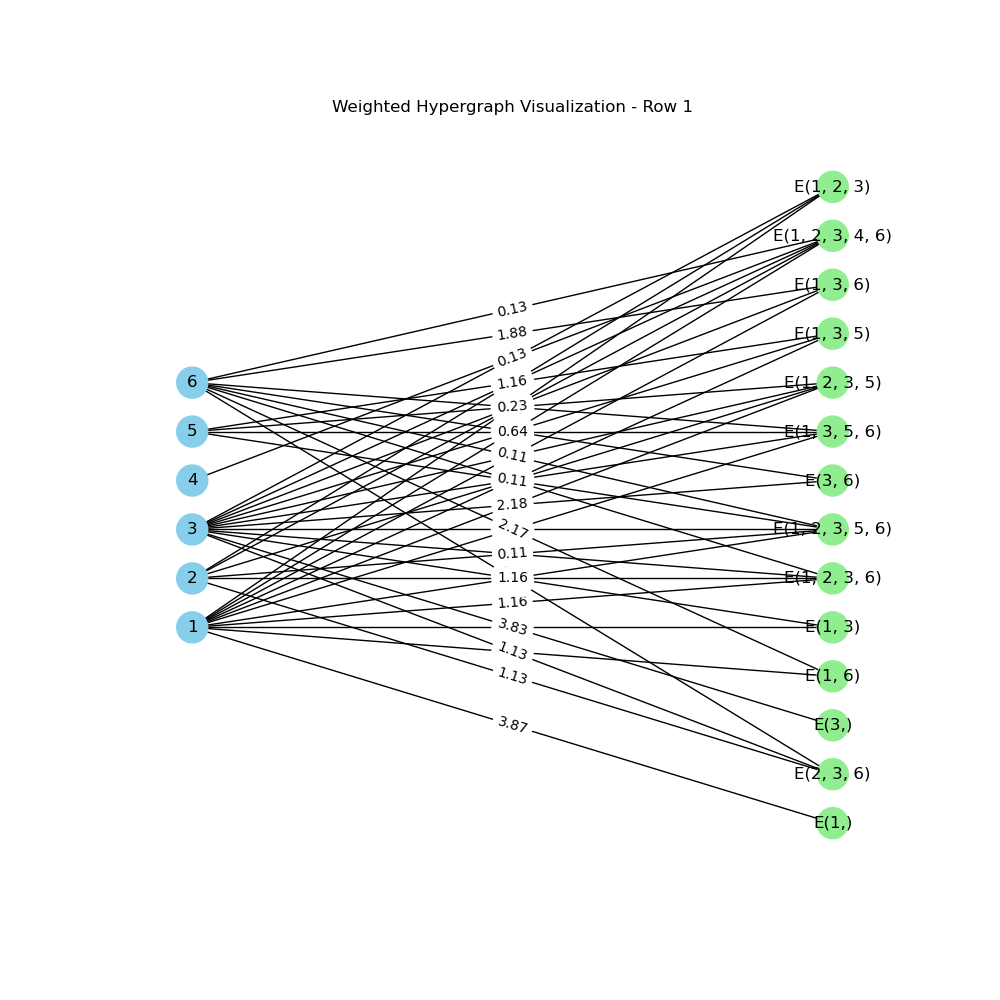 Weighted Hypergraph Visualization - Row 1
E(1, 2, 3)
E(1, 2, 3, 4, 6)
E(1, 3, 6)
0.13
1.88
E(1, 3, 5)
0.13
6
1.16
E(1, 2, 3, 5)
0.23
5
0.64
E(1, 3, 5, 6)
0.11
4
0.11
E(3, 6)
2.18
3
2.17
E(1, 2, 3, 5, 6)
0.11
2
1.16
E(1, 2, 3, 6)
1.16
1
3.83
E(1, 3)
1.13
1.13
E(1, 6)
3.87
E(3,)
E(2, 3, 6)
E(1,)